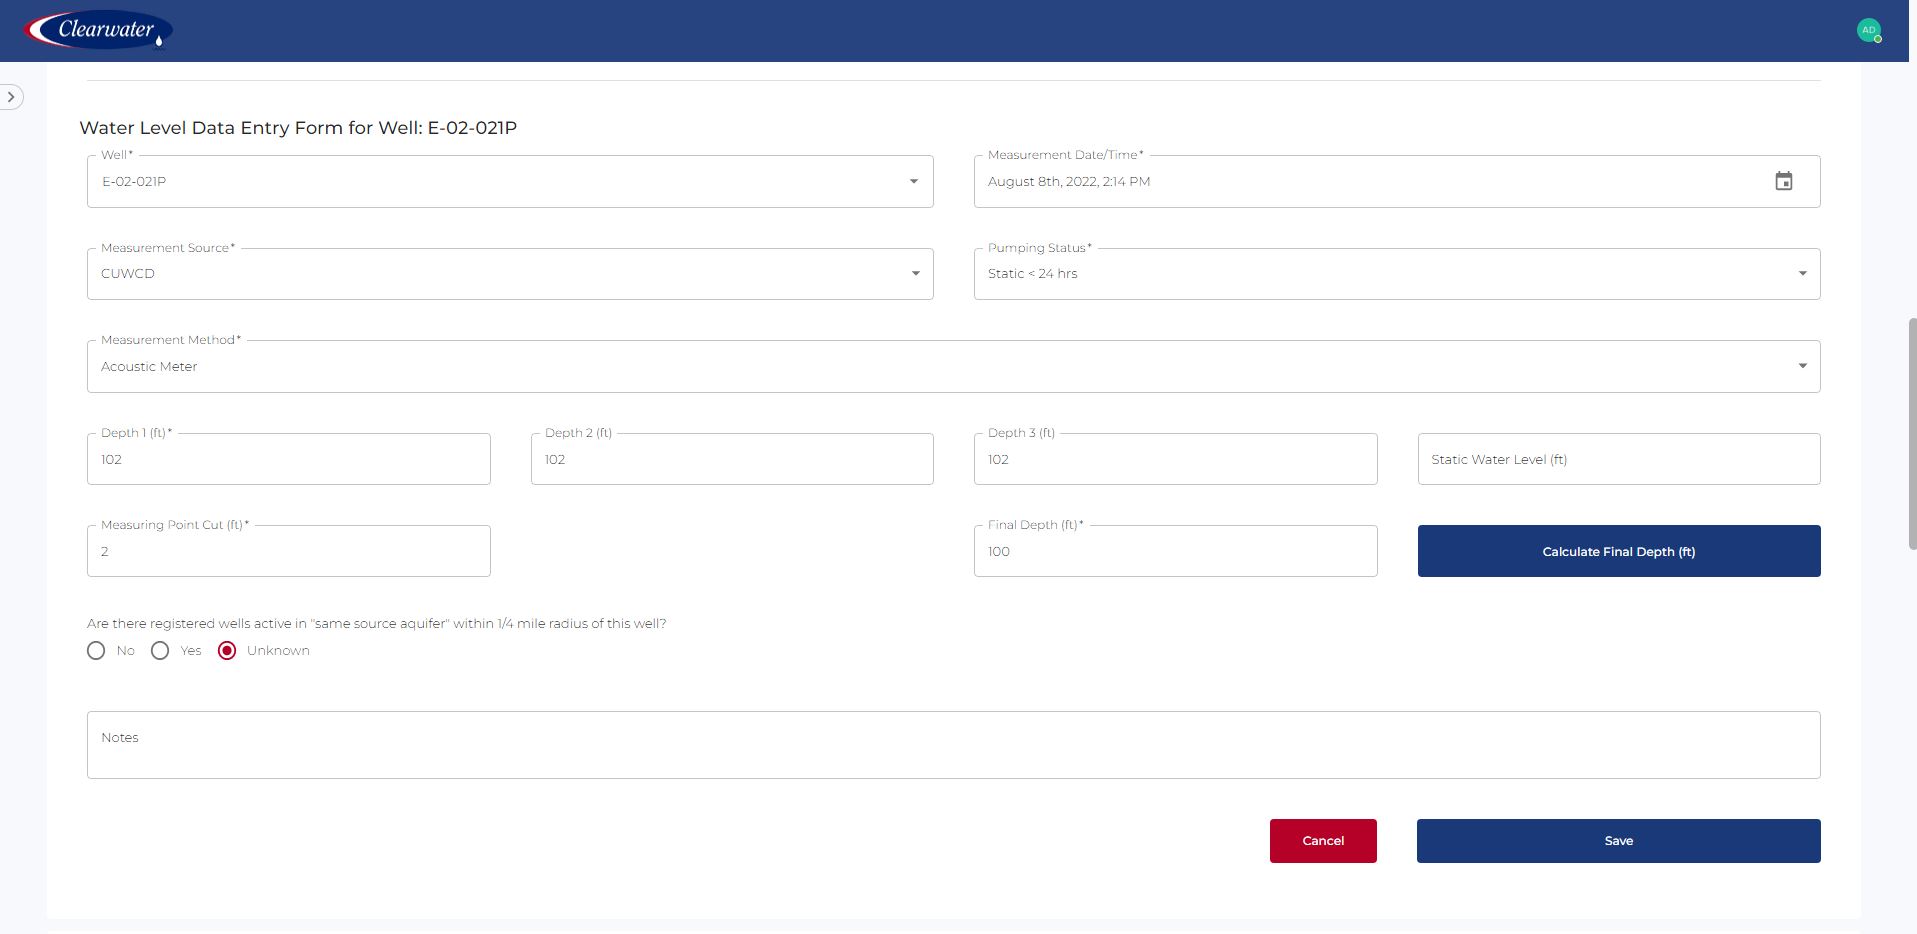 Clearwater
AD
Water Level Data Entry Form for Well: E-02-021P
Well*
E-02-021P
Measurement Date/Time*
August 8th, 2022, 2:14 PM
Measurement Source*
CUWCD
Pumping Status*
Static < 24 hrs
Measurement Method*
Acoustic Meter
Depth 1 (ft)*
102
Depth 2 (ft)
102
Depth 3 (ft)
102
Static Water Level (ft)
Measuring Point Cut (ft)*
2
Final Depth (ft)*
100
Calculate Final Depth (ft)
Are there registered wells active in "same source aquifer" within 1/4 mile radius of this well?
No Yes Unknown
Notes
Cancel
Save